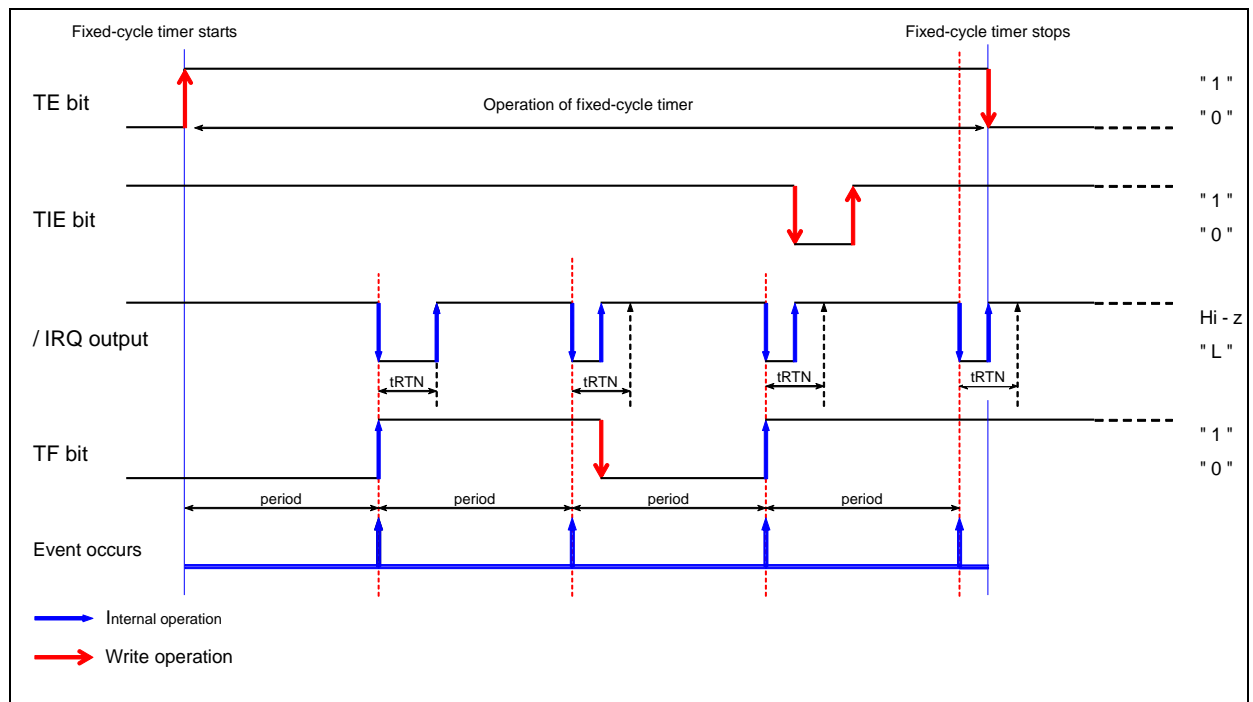 Fixed-cycle timer starts
Fixed-cycle timer stops
TE bit
Operation of fixed-cycle timer
" 1 "
" 0 "
TIE bit
" 1 "
" 0 "
/ IRQ output
Hi - z
" L "
tRTN
tRTN
tRTN
tRTN
TF bit
" 1 "
" 0 "
period
period
period
period
Event occurs
Internal operation
Write operation